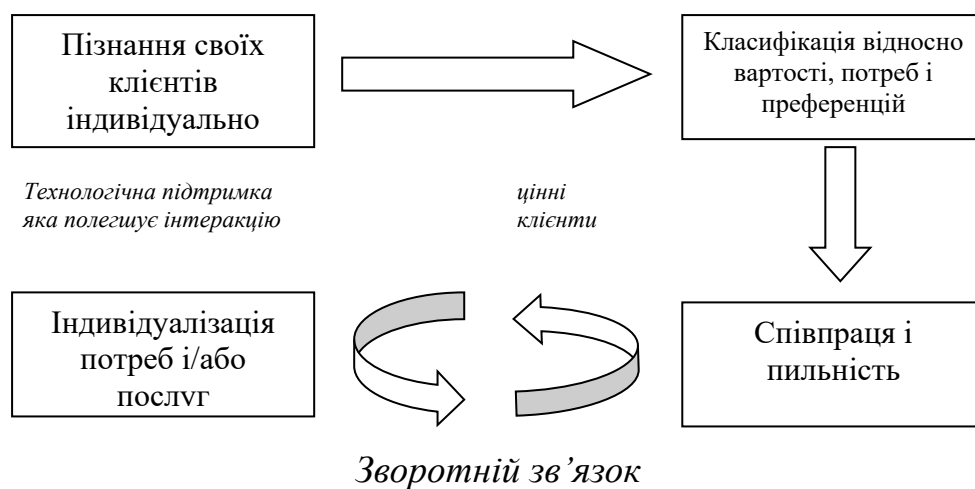 Пізнання своїх
клієнтів
індивідуально
Класифікація відносно
вартості, потреб і
преференцій
Технологічна підтримка
яка полегшує інтеракцію
цінні
клієнти
Індивідуалізація
потреб і/або
послуг
Співпраця і
пильність
Зворотній зв’язок